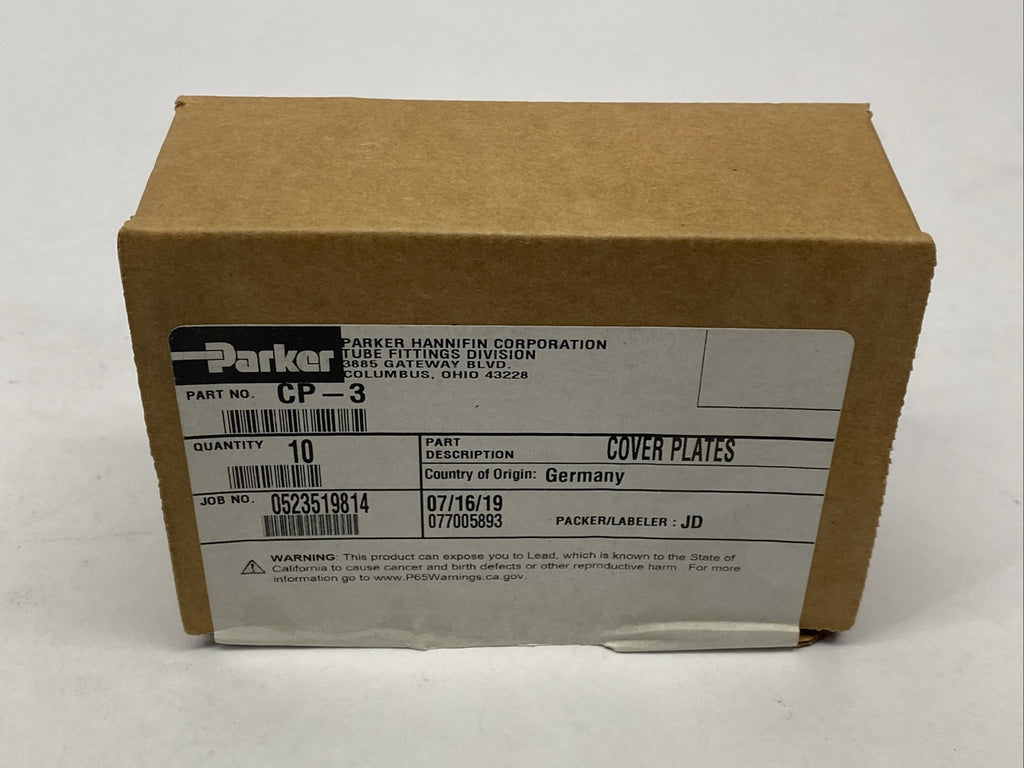 Parker
PARKER HANNIFIN CORPORATION
TUBE FITTINGS DIVISION
3885 GATEWAY BLVD.
COLUMBUS, OHIO 43228
PART NO. CP-3
QUANTITY 10
PART DESCRIPTION COVER PLATES
Country of Origin: Germany
JOB NO. 0523519814
07/16/19
077005893 PACKER/LABELER : JD
WARNING: This product can expose you to Lead, which is known to the State of
California to cause cancer and birth defects or other reproductive harm. For more
information go to www.P65Warnings.ca.gov.